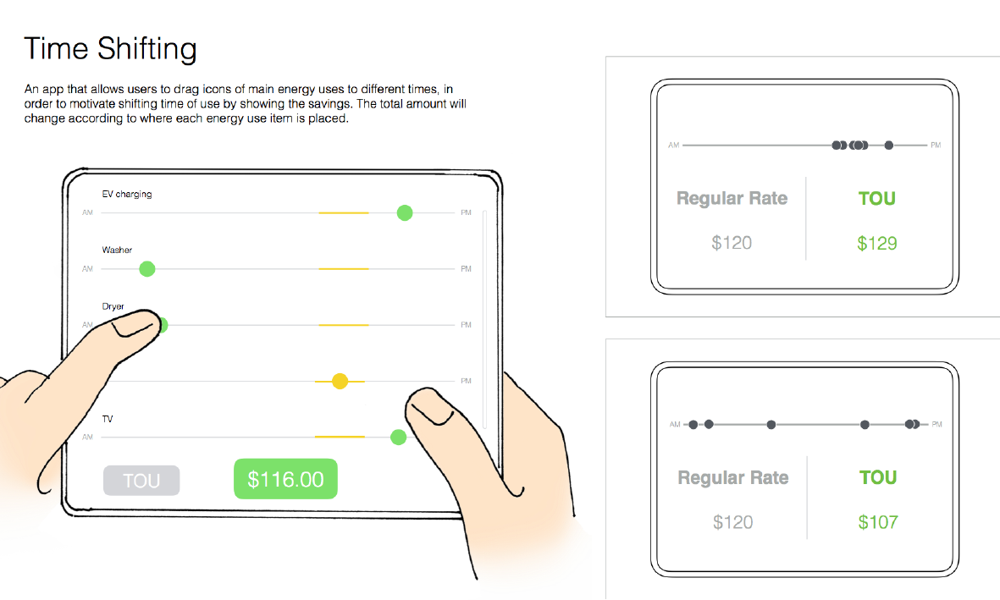 Time Shifting
An app that allows users to drag icons of main energy uses to different times, in
order to motivate shifting time of use by showing the savings. The total amount will
change according to where each energy use item is placed.
EV charging
AM PM
Washer
AM PM
Dryer
AM PM
PM
TV
AM
TOU $116.00
AM PM
Regular Rate TOU
$120 $129
AM PM
Regular Rate TOU
$120 $107